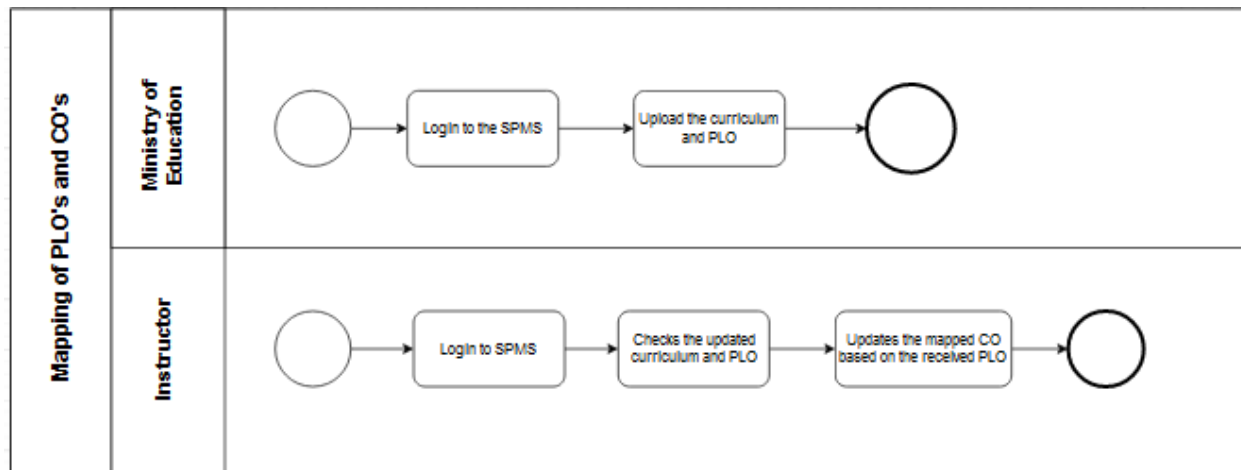 Mapping of PLO's and CO's
Ministry of
Education
Login to the SPMS
Upload the curriculum
and PLO
Instructor
Login to SPMS
Checks the updated
curriculum and PLO
Updates the mapped CO
based on the received PLO